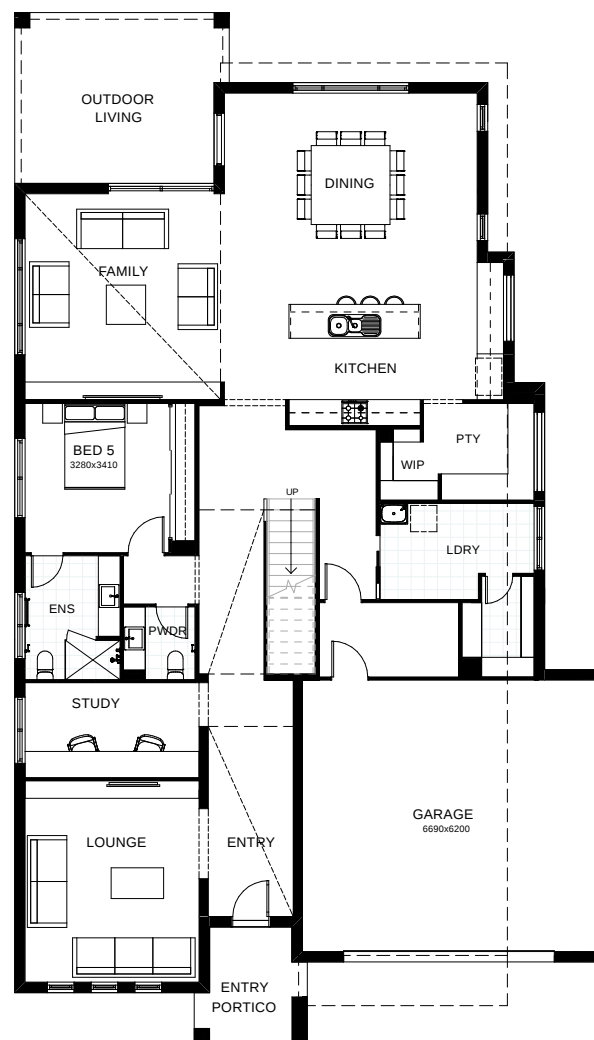 OUTDOOR
LIVING
DINING
FAMILY
KITCHEN
BED 5
3280x3410
PTY
WIP
UP
LDRY
ENS
PWDR
STUDY
LOUNGE
ENTRY
GARAGE
6690x6200
ENTRY
PORTICO